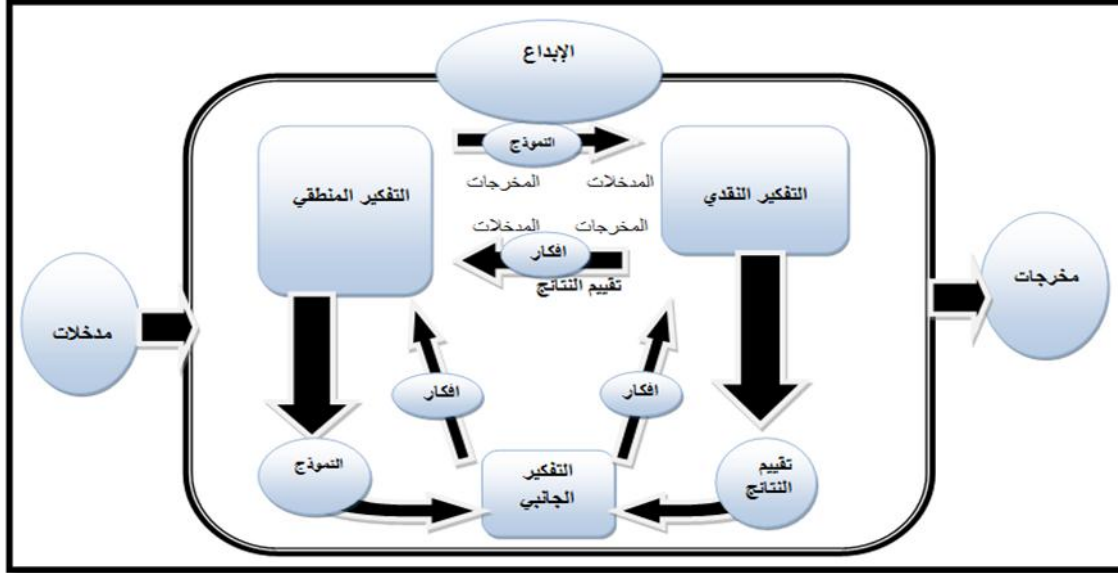 الإبداع
النموذج
التفكير النقدي
التفكير المنطقي
المدخلات
المخرجات
المخرجات
المدخلات
افكار
تقييم النتائج
مخرجات
مدخلات
افكار
افكار
تقييم
النتائج
التفكير
الجانبي
النموذج